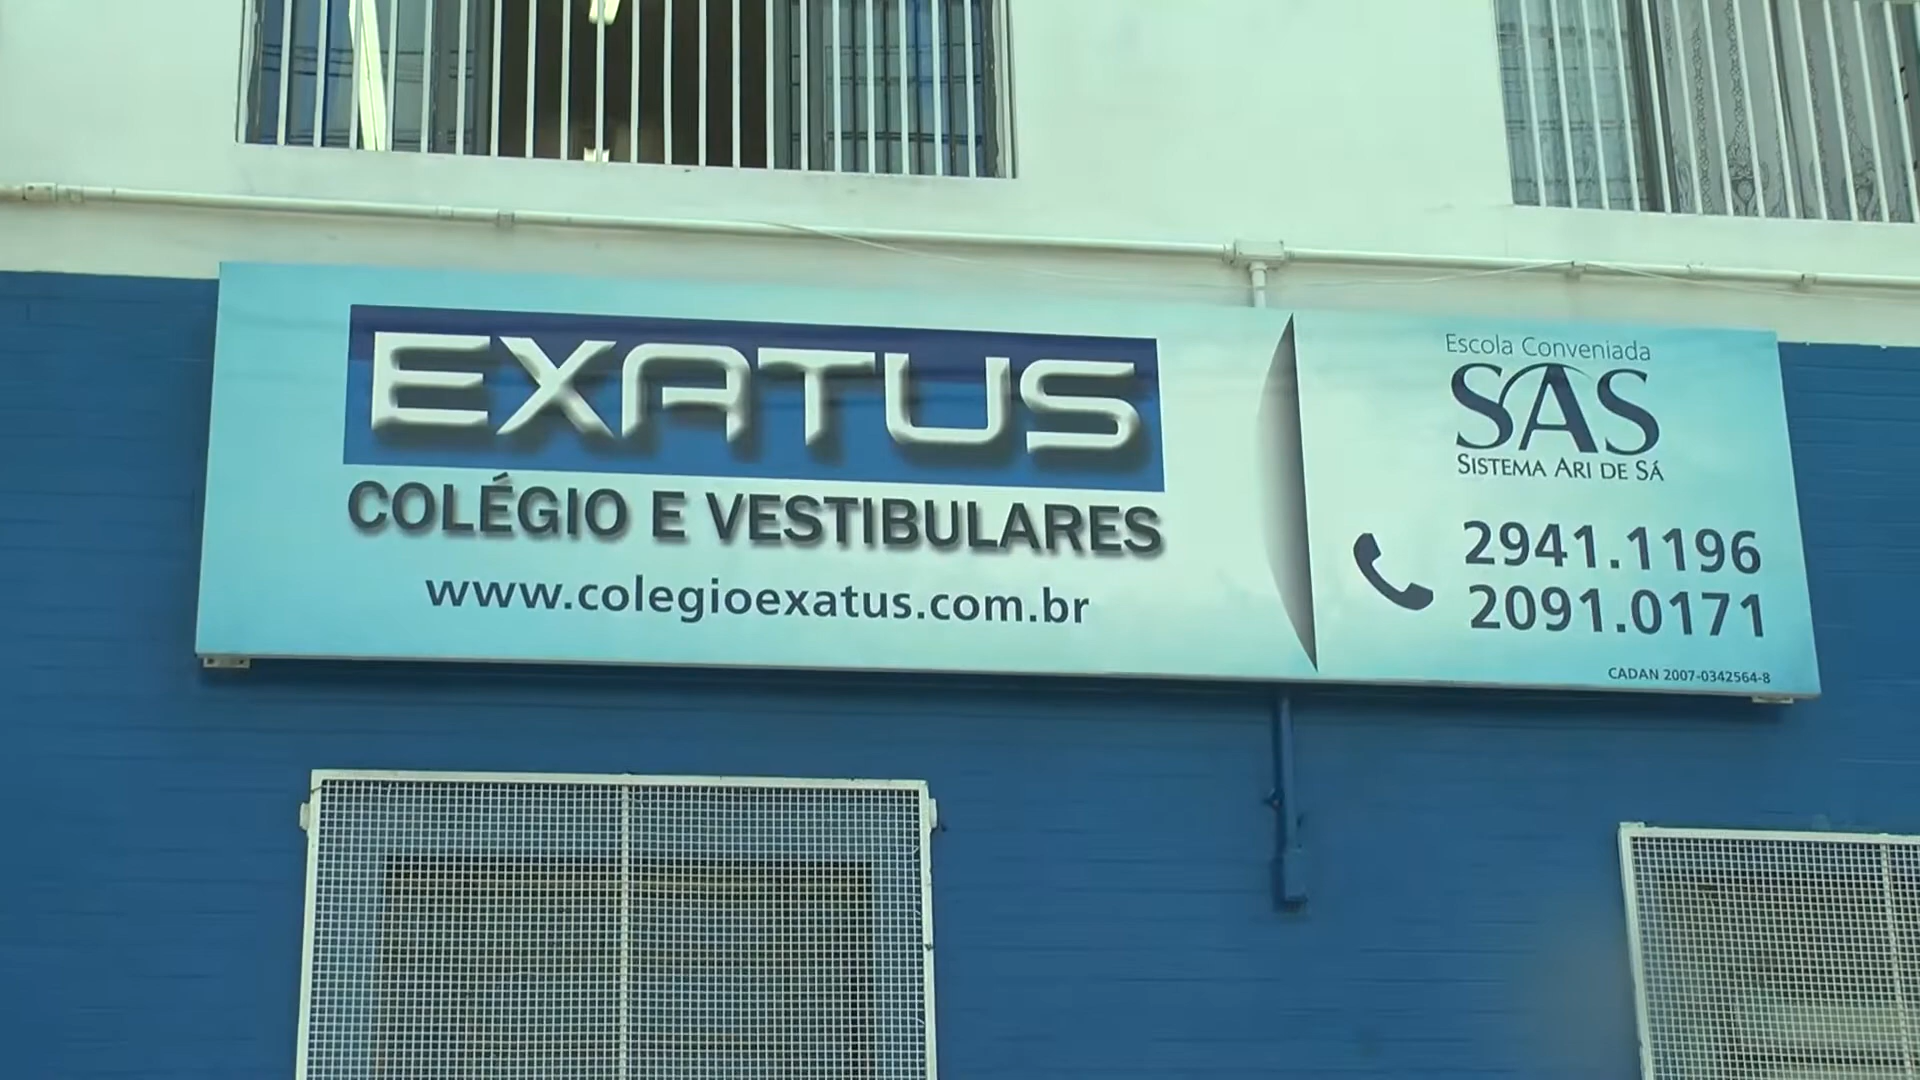 EXATUS
COLÉGIO E VESTIBULARES
www.colegioexatus.com.br
Escola Conveniada
SAS
SISTEMA ARI DE SÁ
2941.1196
2091.0171
CADAN 2007-0342564-8